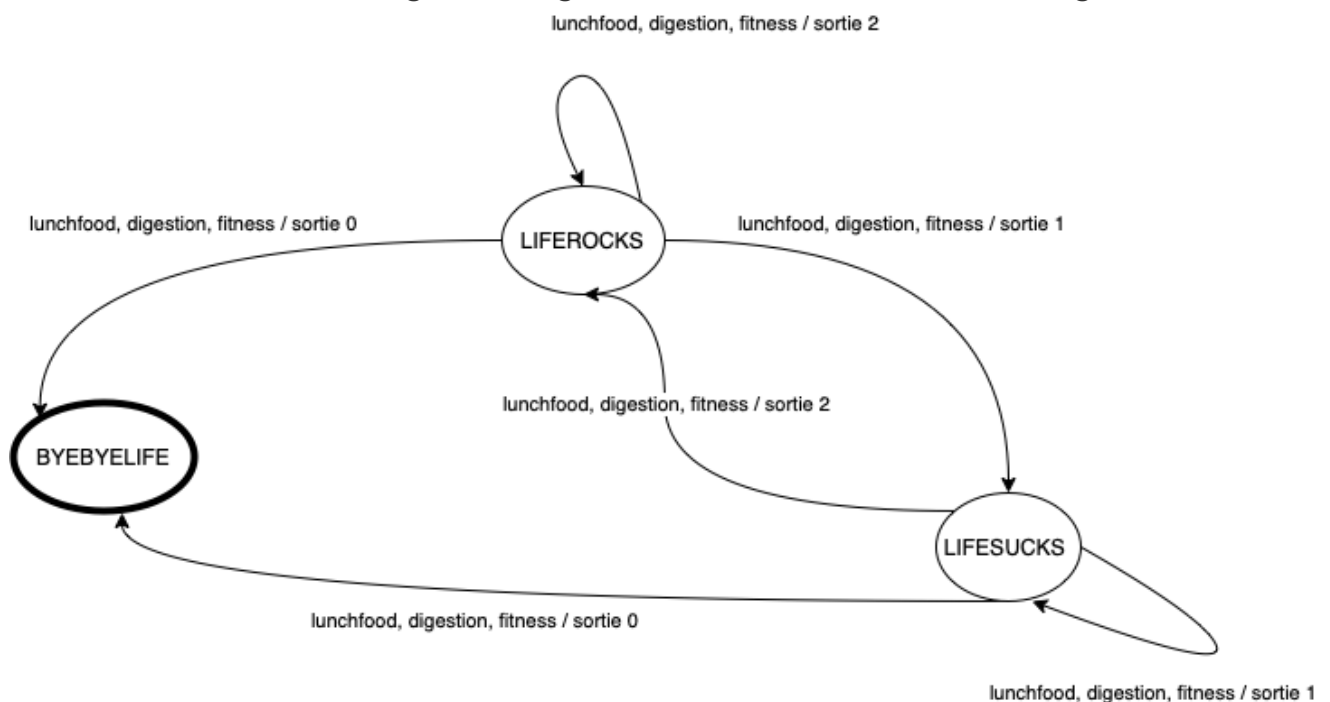 lunchfood, digestion, fitness / sortie 2
lunchfood, digestion, fitness / sortie 0
lunchfood, digestion, fitness / sortie 1
LIFEROCKS
lunchfood, digestion, fitness / sortie 2
BYEBYELIFE
LIFESUCKS
lunchfood, digestion, fitness / sortie 0
lunchfood, digestion, fitness / sortie 1